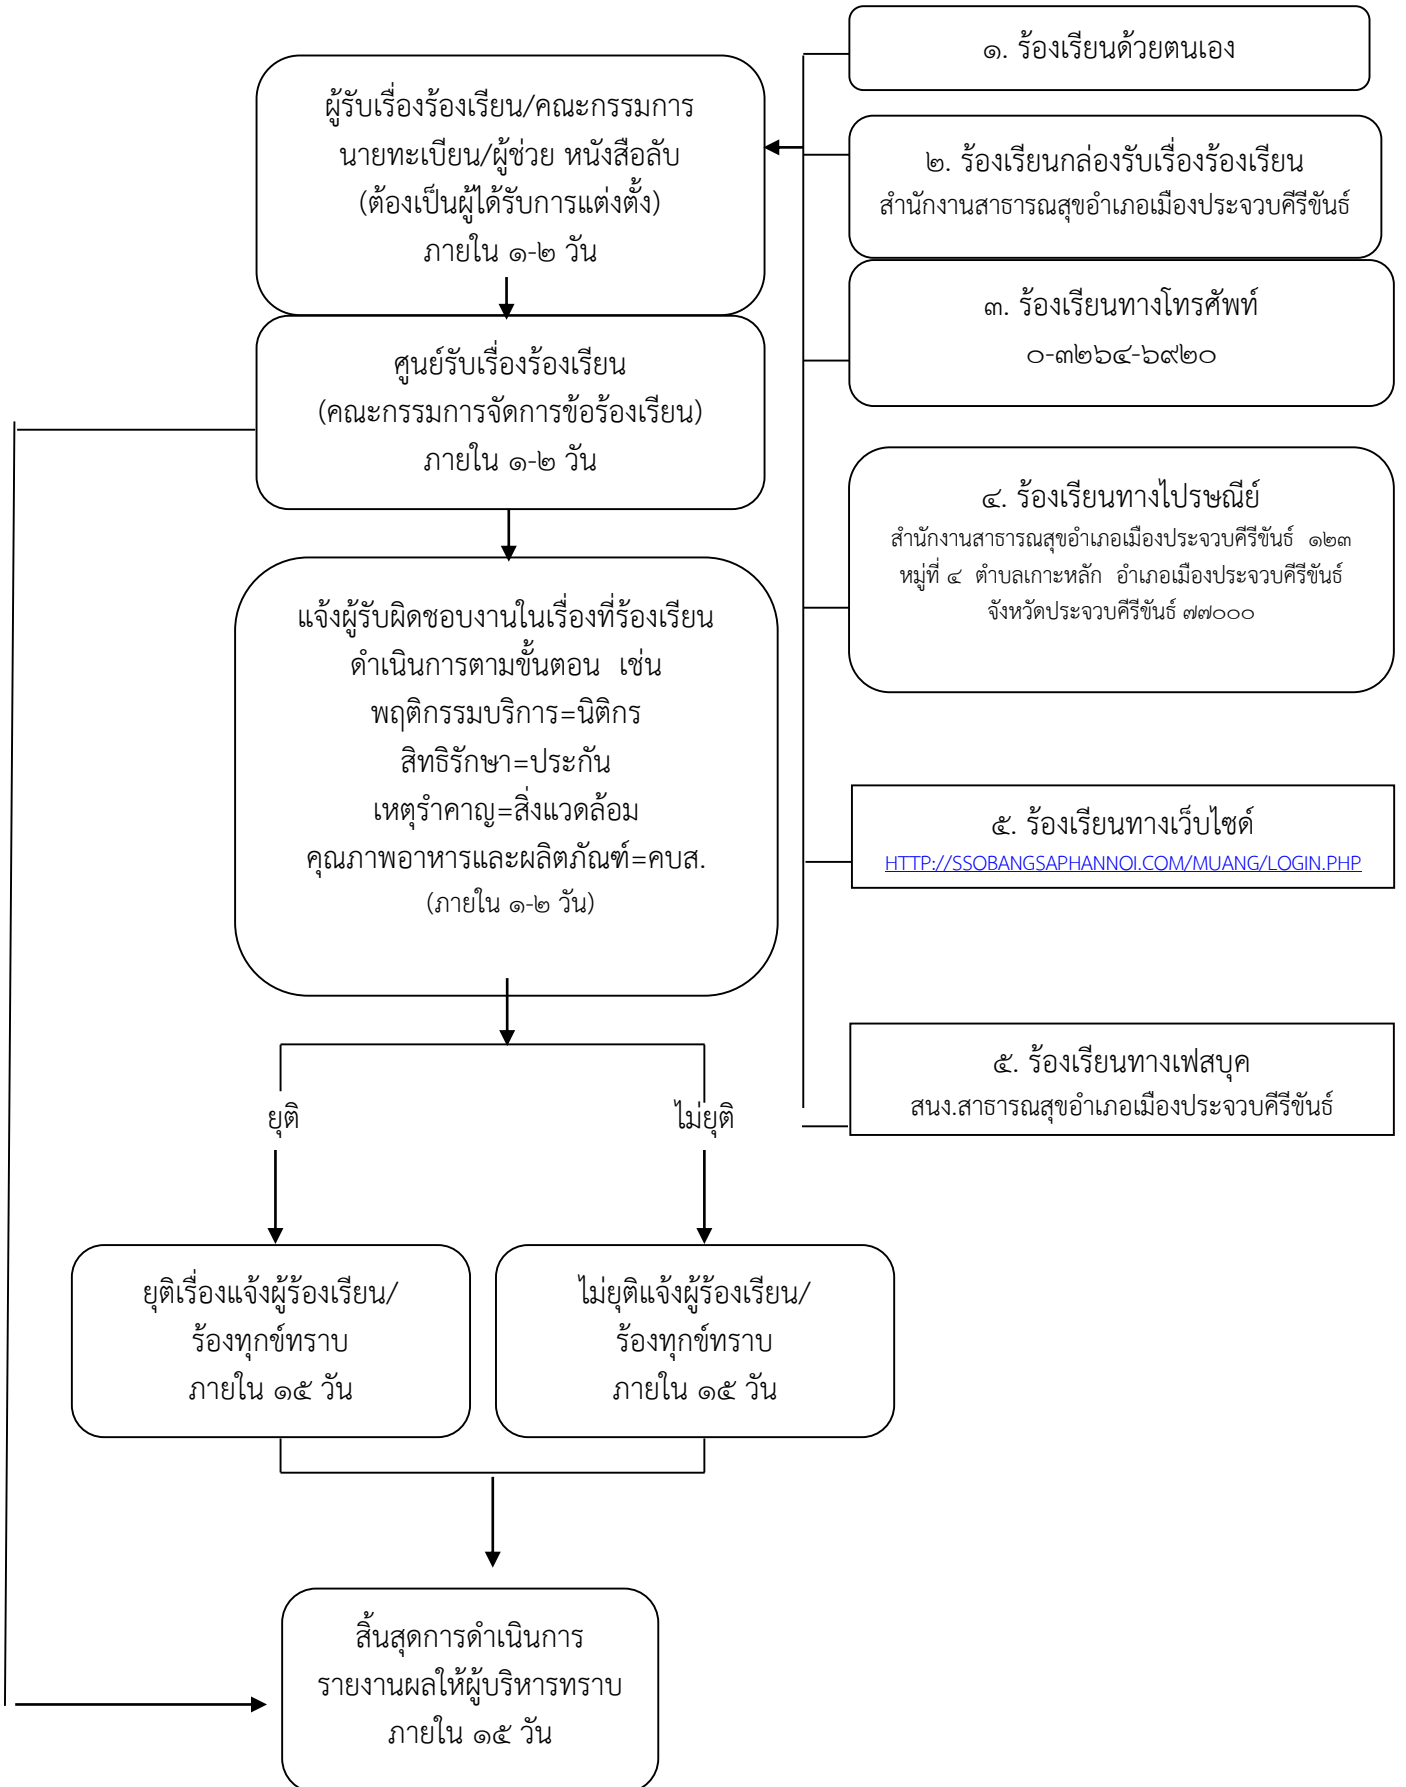 ๑. ร้องเรียนด้วยตนเอง
ผู้รับเรื่องร้องเรียน/คณะกรรมการ
นายทะเบียน/ผู้ช่วย หนังสือลับ
(ต้องเป็นผู้ได้รับการแต่งตั้ง)
ภายใน ๑-๒ วัน
๒. ร้องเรียนกล่องรับเรื่องร้องเรียน
สำนักงานสาธารณสุขอำเภอเมืองประจวบคีรีขันธ์
๓. ร้องเรียนทางโทรศัพท์
๐-๓๒๖๔-๖๙๒๐
ศูนย์รับเรื่องร้องเรียน
(คณะกรรมการจัดการข้อร้องเรียน)
ภายใน ๑-๒ วัน
๔. ร้องเรียนทางไปรษณีย์
สำนักงานสาธารณสุขอำเภอเมืองประจวบคีรีขันธ์ ๑๒๓
หมู่ที่ ๔ ตำบลเกาะหลัก อำเภอเมืองประจวบคีรีขันธ์
จังหวัดประจวบคีรีขันธ์ ๗๗๐๐๐
แจ้งผู้รับผิดชอบงานในเรื่องที่ร้องเรียน
ดำเนินการตามขั้นตอน เช่น
พฤติกรรมบริการ=นิติกร
สิทธิรักษา=ประกัน
เหตุรำคาญ=สิ่งแวดล้อม
คุณภาพอาหารและผลิตภัณฑ์=คบส.
(ภายใน ๑-๒ วัน)
๕. ร้องเรียนทางเว็บไซด์
HTTP://SSOBANGSAPHANNOI.COM/MUANG/LOGIN.PHP
๕. ร้องเรียนทางเฟสบุค
สนง.สาธารณสุขอำเภอเมืองประจวบคีรีขันธ์
ยุติ
ไม่ยุติ
ยุติเรื่องแจ้งผู้ร้องเรียน/
ร้องทุกข์ทราบ
ภายใน ๑๕ วัน
ไม่ยุติแจ้งผู้ร้องเรียน/
ร้องทุกข์ทราบ
ภายใน ๑๕ วัน
สิ้นสุดการดำเนินการ
รายงานผลให้ผู้บริหารทราบ
ภายใน ๑๕ วัน